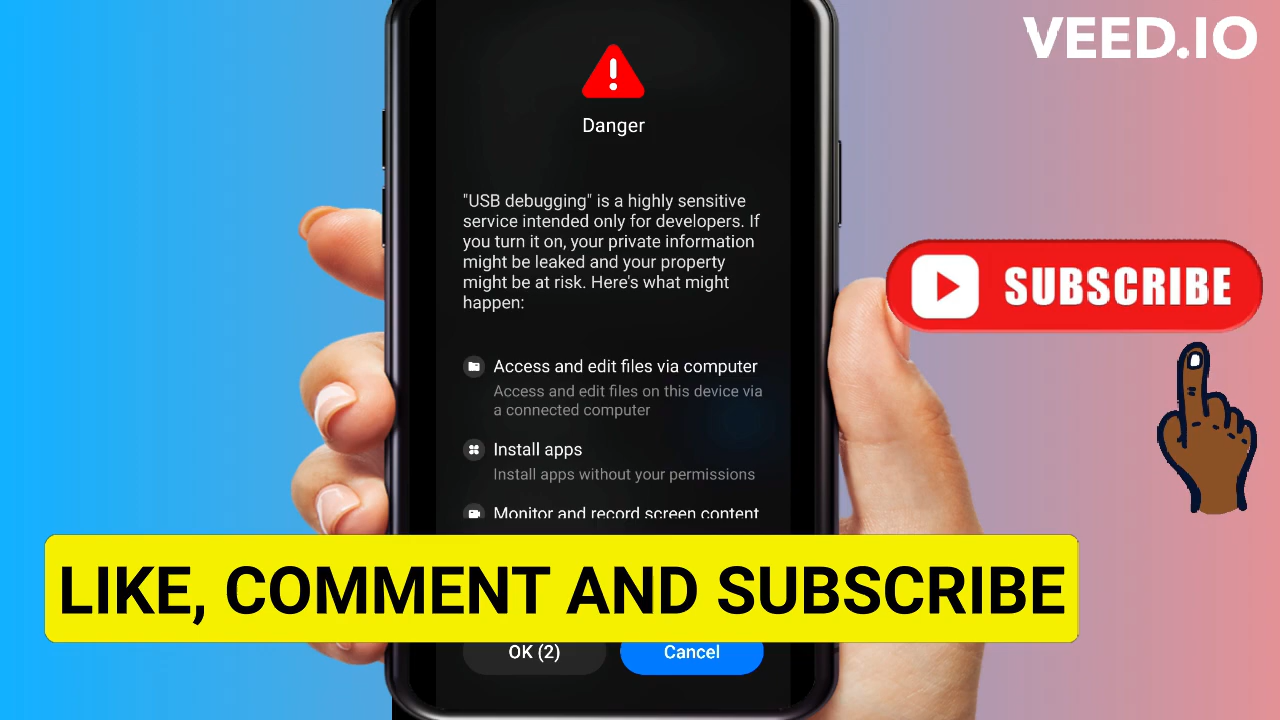 VEED.IO
Danger
"USB debugging" is a highly sensitive
service intended only for developers. If
you turn it on, your private information
might be leaked and your property
might be at risk. Here's what might
happen:
SUBSCRIBE
Access and edit files via computer
Access and edit files on this device via
a connected computer
Install apps
Install apps without your permissions
Monitor and record screen content
LIKE, COMMENT AND SUBSCRIBE
OK (2)
Cancel